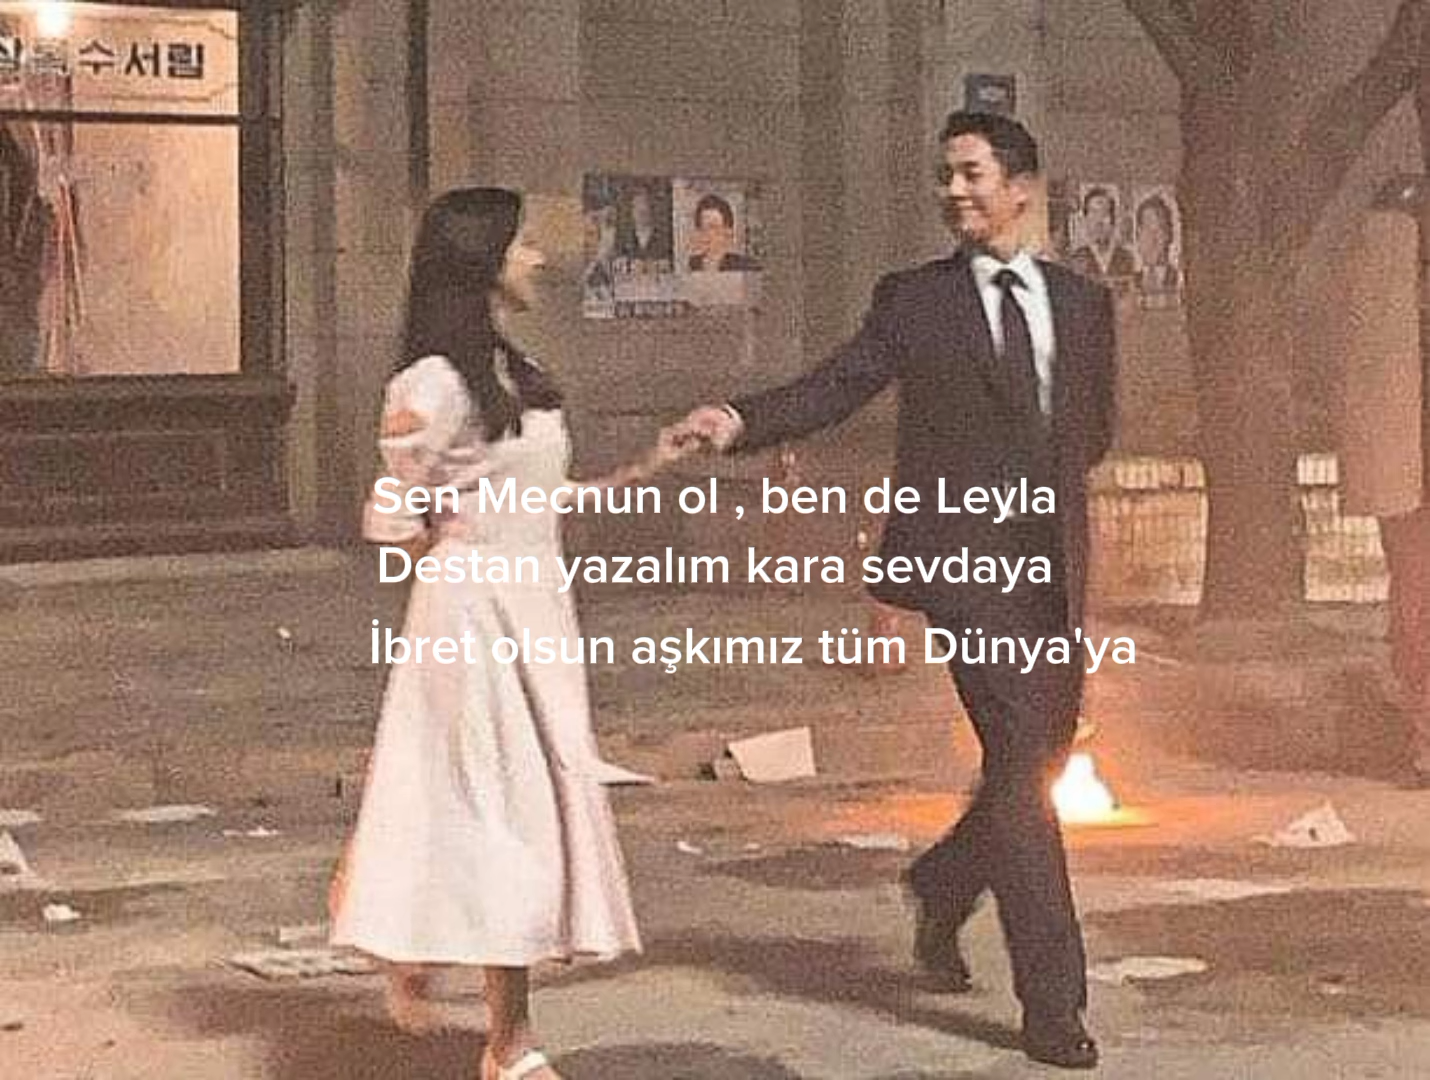 수서림
Sen Mecnun ol , ben de Leyla
Destan yazalım kara sevdaya
İbret olsun aşkımız tüm Dünya'ya